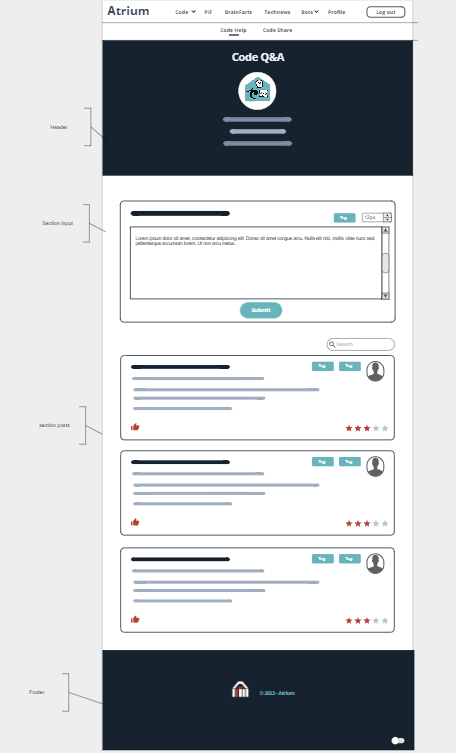 Atrium
Code PIF BrainFacts Technews Bots Profile Log out
Code Help Code Share
Code Q&A
Header
Section input
Tag 12px
Lorem ipsum dolor sit amet, consectetur adipiscing elit. Donec sit amet congue arcu. Nulla elit nisl, mollis vitae nunc sed,
pellentesque accumsan lorem. Ut non arcu metus.
Submit
Search
Tag Tag
section posts
Tag Tag
Tag Tag
Footer
© 2022 - Atrium